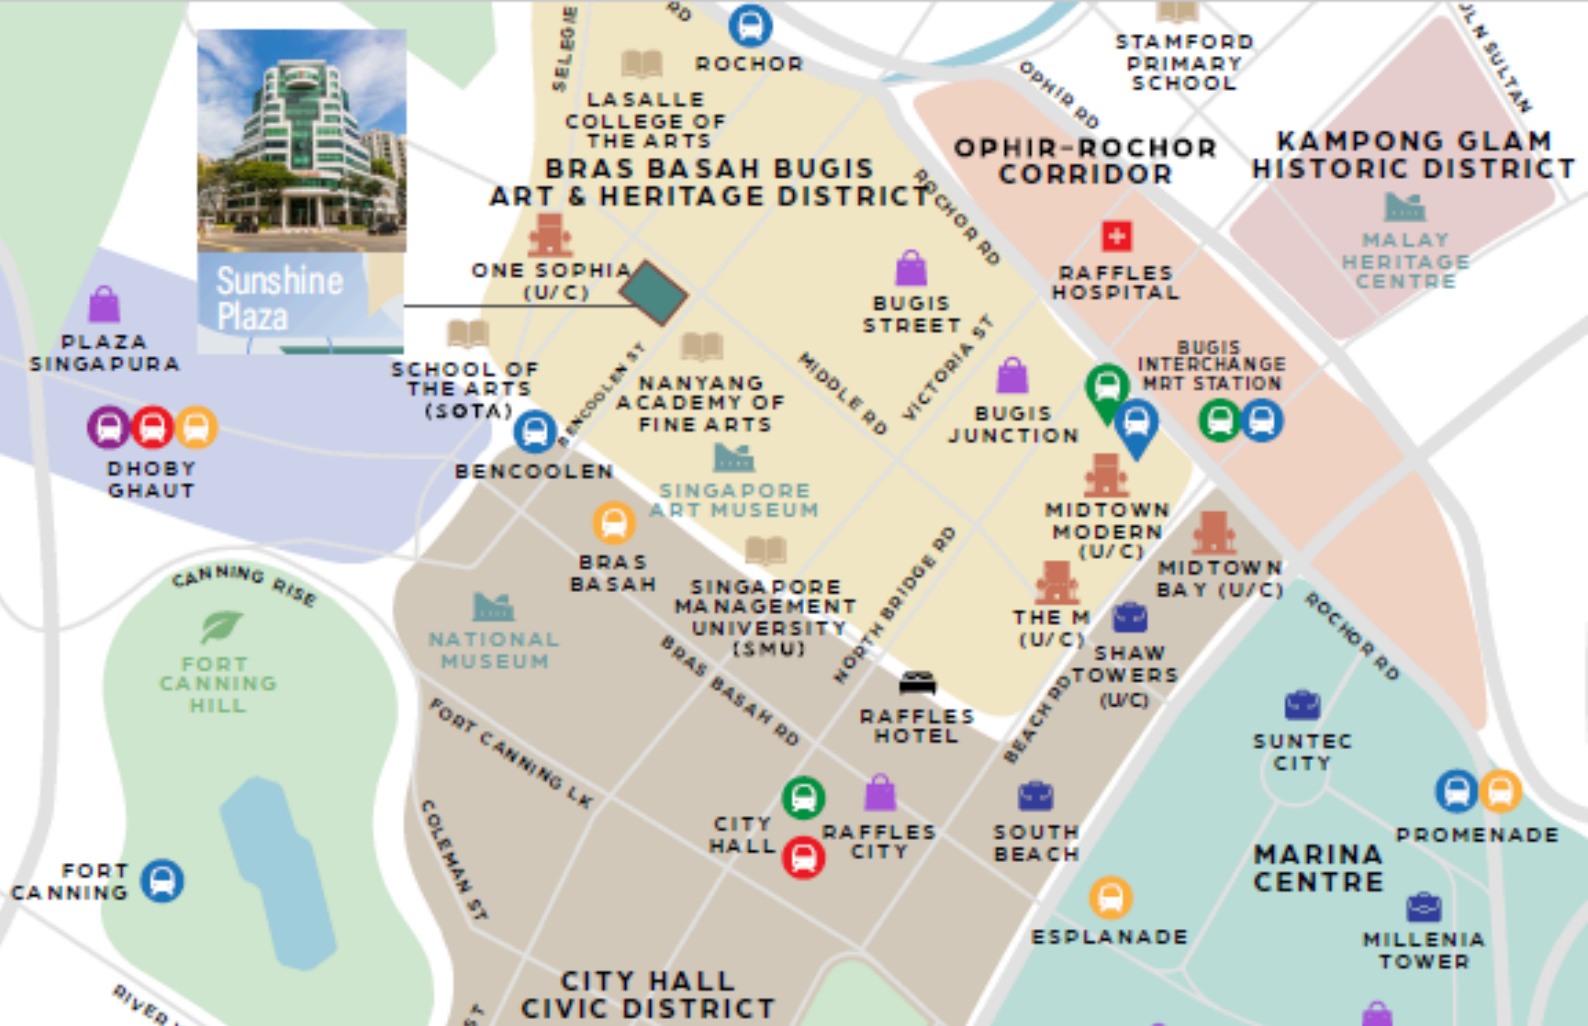 SELEGIE
RD
ROCHOR
LASALLE
COLLEGE OF
THE ARTS
BRAS BASAH BUGIS
ART & HERITAGE DISTRICT
STAMFORD
PRIMARY
SCHOOL
OPHIR RD
JLN SULTAN
OPHIR-ROCHOR
CORRIDOR
KAMPONG GLAM
HISTORIC DISTRICT
MALAY
HERITAGE
CENTRE
ROCHOR RD
RAFFLES
HOSPITAL
Sunshine
Plaza
ONE SOPHIA
(U/C)
PLAZA
SINGAPURA
SCHOOL OF
THE ARTS
(SOTA)
BENCOOLEN ST
NANYANG
ACADEMY OF
FINE ARTS
BUGIS
STREET
VICTORIA ST
MIDDLE RD
BUGIS
JUNCTION
BUGIS
INTERCHANGE
MRT STATION
DHOBY
GHAUT
BENCOOLEN
SINGAPORE
ART MUSEUM
BRAS
BASAH
SINGAPORE
MANAGEMENT
UNIVERSITY
(SMU)
NORTH BRIDGE RD
MIDTOWN
MODERN
(U/C)
MIDTOWN
BAY (U/C)
THE M
(U/C)
SHAW
TOWERS
(U/C)
ROCHOR RD
CANNING RISE
FORT
CANNING
HILL
NATIONAL
MUSEUM
BRAS BASAH RD
FORT CANNING LK
RAFFLES
HOTEL
BEACH RD
SUNTEC
CITY
COLEMAN ST
CITY
HALL
RAFFLES
CITY
SOUTH
BEACH
PROMENADE
MARINA
CENTRE
FORT
CANNING
ESPLANADE
MILLENIA
TOWER
CITY HALL
CIVIC DISTRICT
RIVER
ST